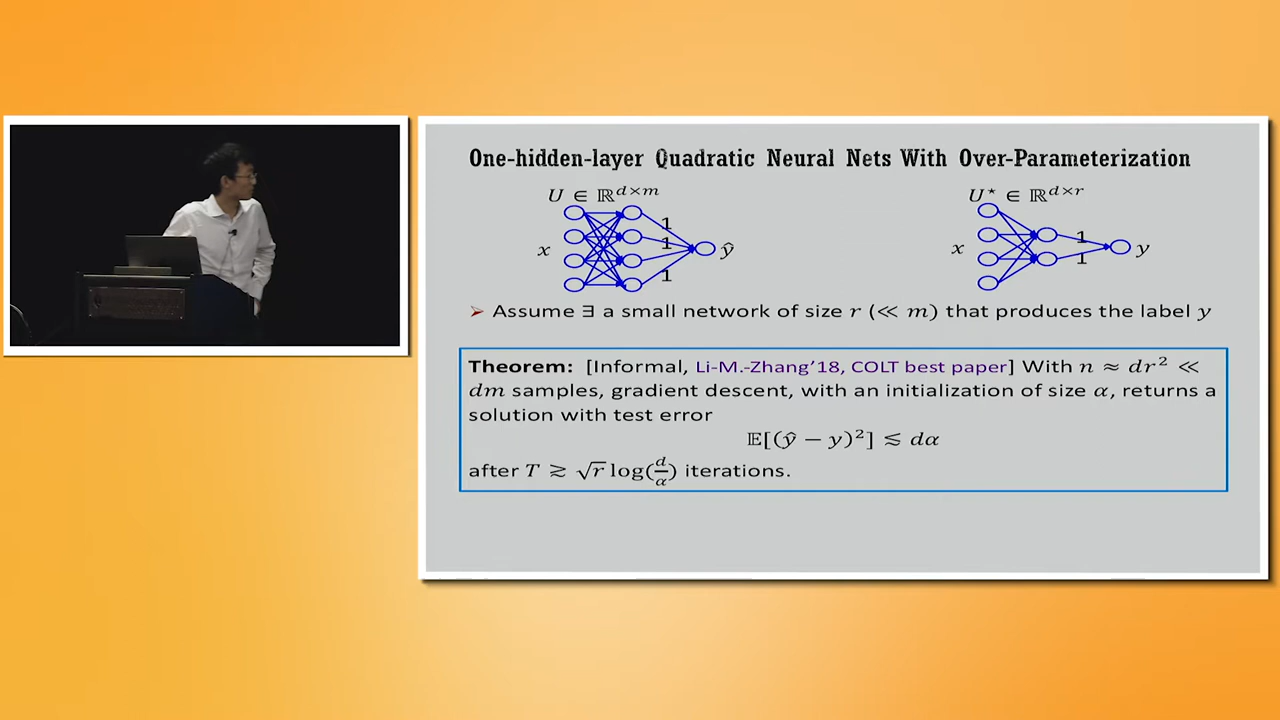 One-hidden-layer Quadratic Neural Nets With Over-Parameterization
U ∈ ℝ^{d×m}
U* ∈ ℝ^{d×r}
x
1
1
1
ŷ
x
1
1
y
➢ Assume ∃ a small network of size r (≪ m) that produces the label y
Theorem: [Informal, Li-M.-Zhang'18, COLT best paper] With n ≈ dr² ≪
dm samples, gradient descent, with an initialization of size α, returns a
solution with test error
𝔼[(ŷ − y)²] ≲ dα
after T ≳ √r log(d/α) iterations.